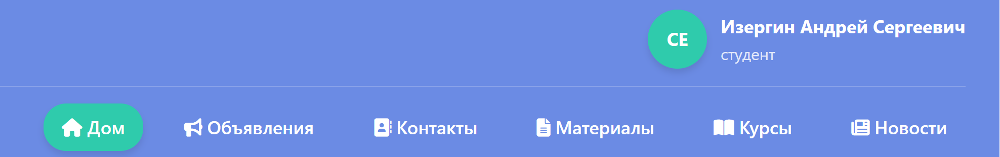 СЕ
Изергин Андрей Сергеевич
студент
Дом Объявления Контакты Материалы Курсы Новости